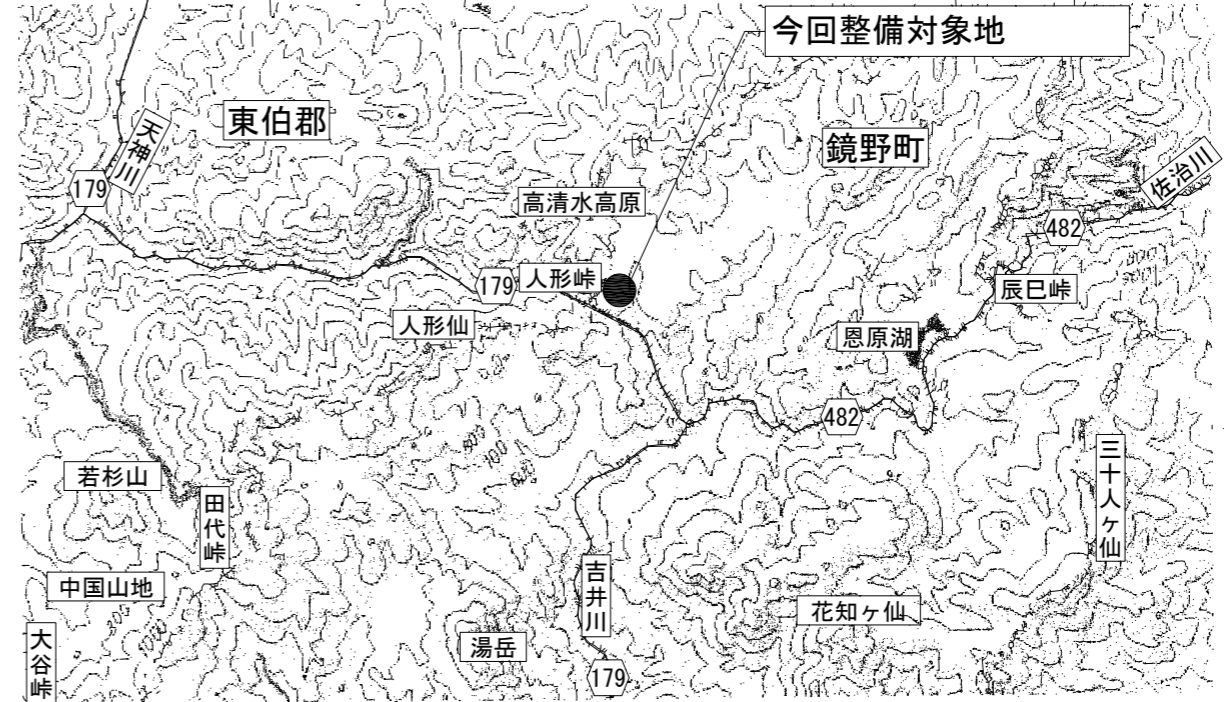 今回整備対象地
東伯郡
天神川
鏡野町
佐治川
179
高清水高原
482
179
人形峠
辰巳峠
人形仙
恩原湖
482
若杉山
田代峠
三十人ヶ仙
中国山地
吉井川
花知ヶ仙
大谷峠
湯岳
179